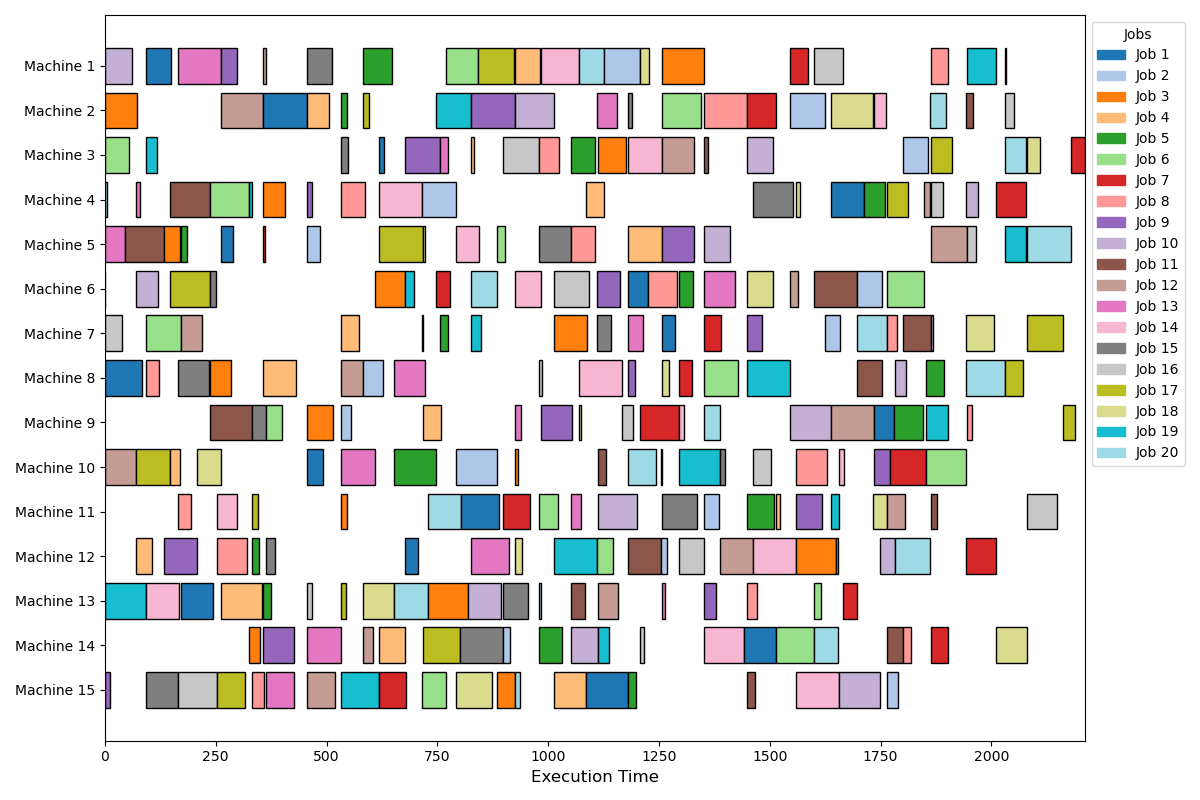 Machine 1
Machine 2
Machine 3
Machine 4
Machine 5
Machine 6
Machine 7
Machine 8
Machine 9
Machine 10
Machine 11
Machine 12
Machine 13
Machine 14
Machine 15
0 250 500 750 1000 1250 1500 1750 2000
Execution Time
Jobs
Job 1
Job 2
Job 3
Job 4
Job 5
Job 6
Job 7
Job 8
Job 9
Job 10
Job 11
Job 12
Job 13
Job 14
Job 15
Job 16
Job 17
Job 18
Job 19
Job 20